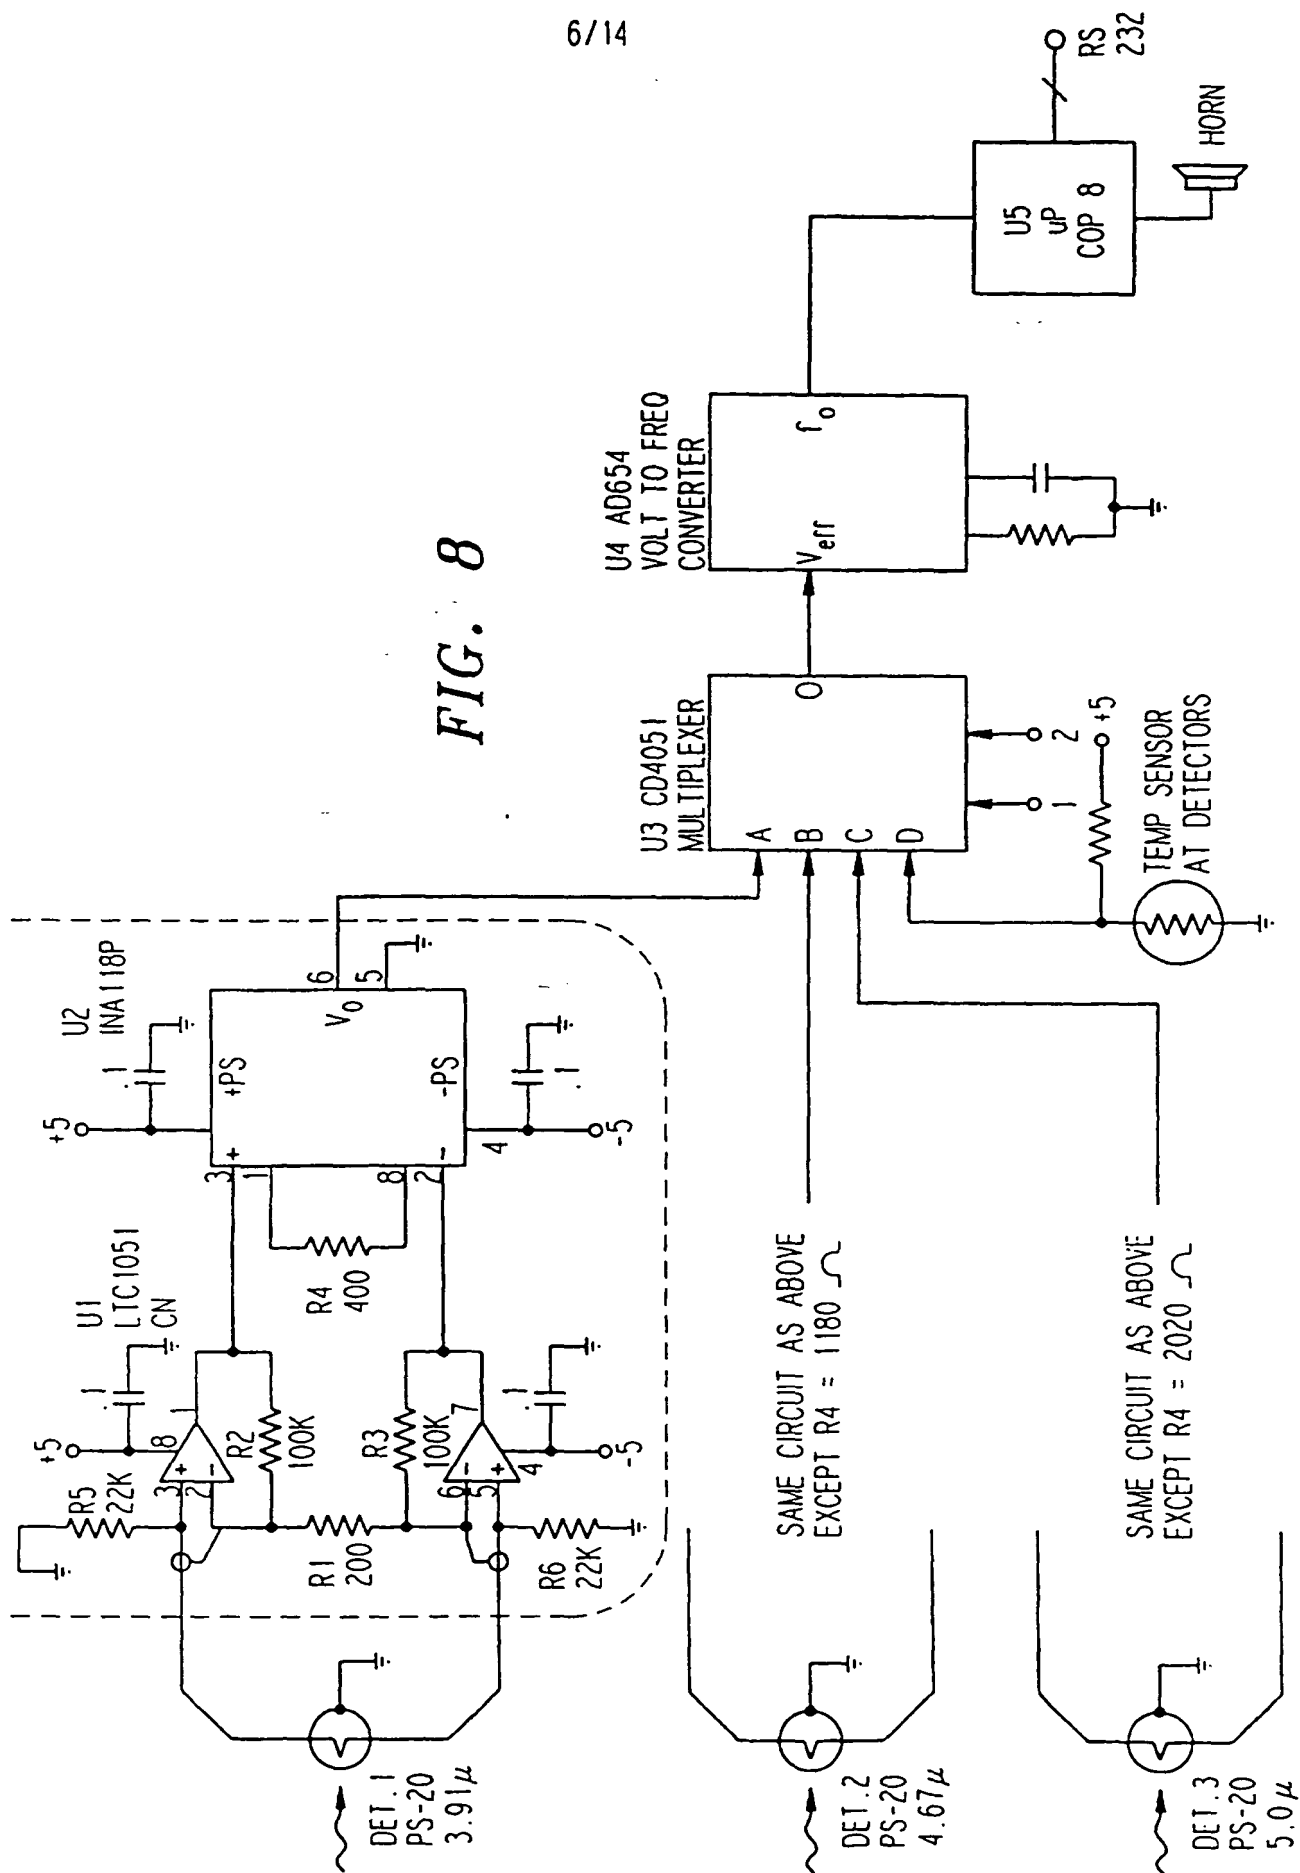 6/14
FIG. 8
DET.1
PS-20
3.91μ
R5
22K
+5
.1
U1
LTC1051
CN
3
2
8
1
+
-
R2
100K
R1
200
R3
100K
6
5
-
+
7
4
.1
-5
R6
22K
R4
400
U2
INA118P
+5
.1
3
+
1
8
2
-
+PS
-PS
V0
6
5
4
.1
-5
DET.2
PS-20
4.67μ
SAME CIRCUIT AS ABOVE
EXCEPT R4 = 1180 Ω
DET.3
PS-20
5.0μ
SAME CIRCUIT AS ABOVE
EXCEPT R4 = 2020 Ω
U3 CD4051
MULTIPLEXER
A
B
C
D
O
1
2
+5
TEMP SENSOR
AT DETECTORS
U4 AD654
VOLT TO FREQ
CONVERTER
Veff
fo
U5
uP
COP 8
RS
232
HORN